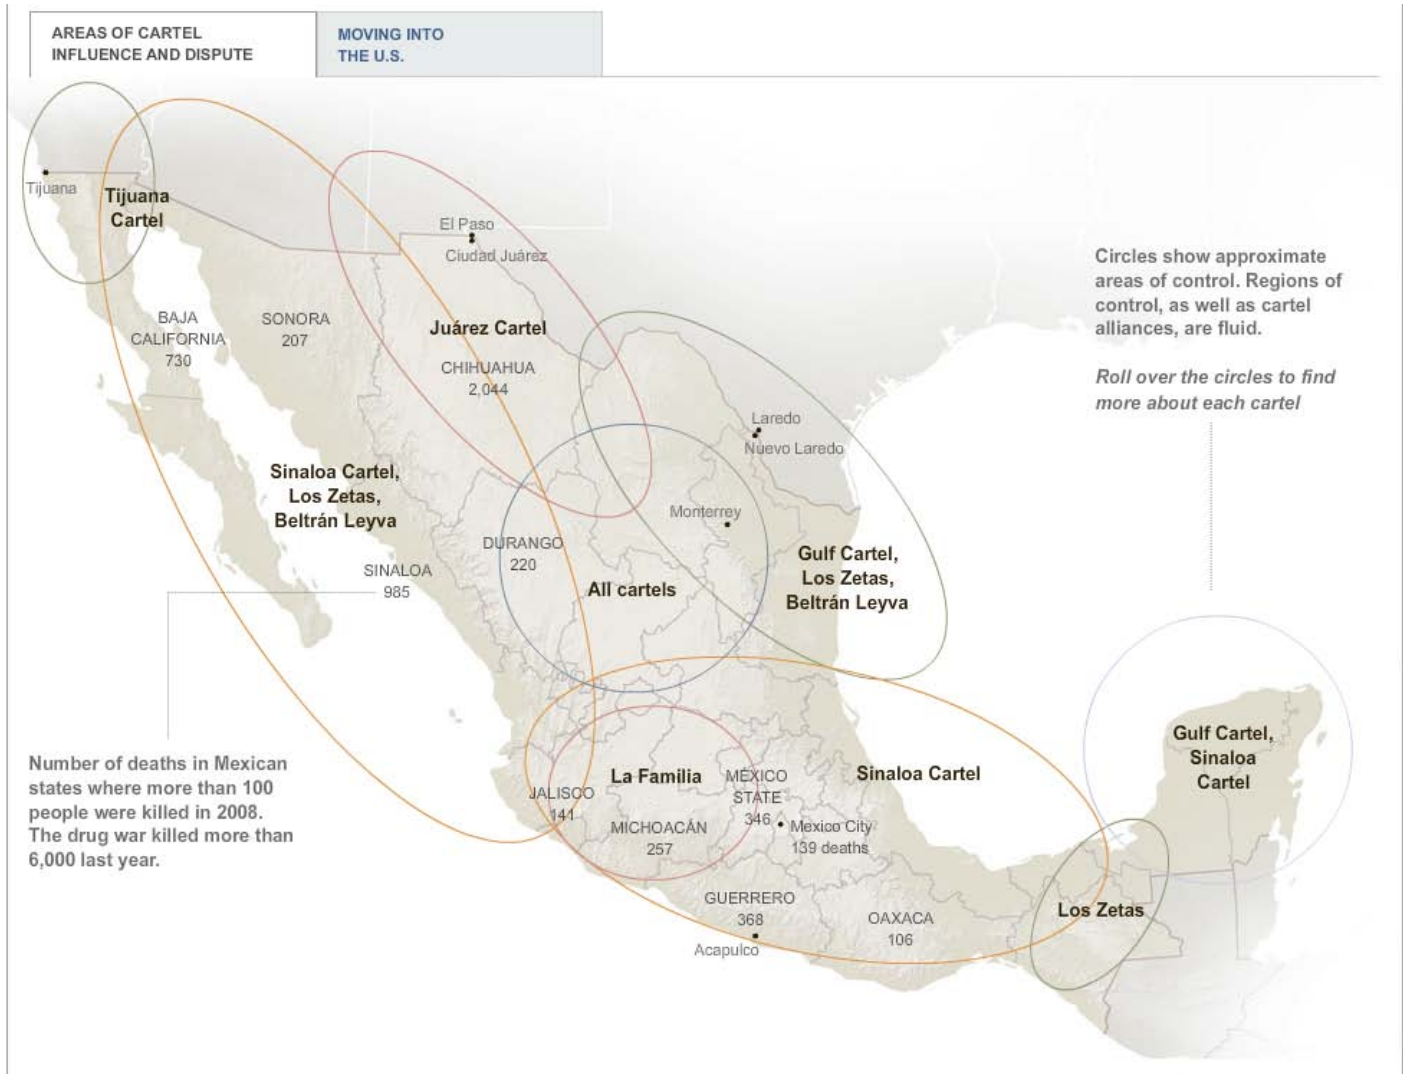 AREAS OF CARTEL
INFLUENCE AND DISPUTE
MOVING INTO
THE U.S.
Tijuana
Tijuana
Cartel
El Paso
Ciudad Juárez
Circles show approximate
areas of control. Regions of
control, as well as cartel
alliances, are fluid.
Roll over the circles to find
more about each cartel
BAJA
CALIFORNIA
730
SONORA
207
Juárez Cartel
CHIHUAHUA
2,044
Laredo
Nuevo Laredo
Sinaloa Cartel,
Los Zetas,
Beltrán Leyva
Monterrey
DURANGO
220
SINALOA
985
All cartels
Gulf Cartel,
Los Zetas,
Beltrán Leyva
Number of deaths in Mexican
states where more than 100
people were killed in 2008.
The drug war killed more than
6,000 last year.
Gulf Cartel,
Sinaloa
Cartel
La Familia
MÉXICO
STATE
346
Sinaloa Cartel
JALISCO
141
MICHOACÁN
257
Mexico City
139 deaths
GUERRERO
368
Acapulco
OAXACA
106
Los Zetas